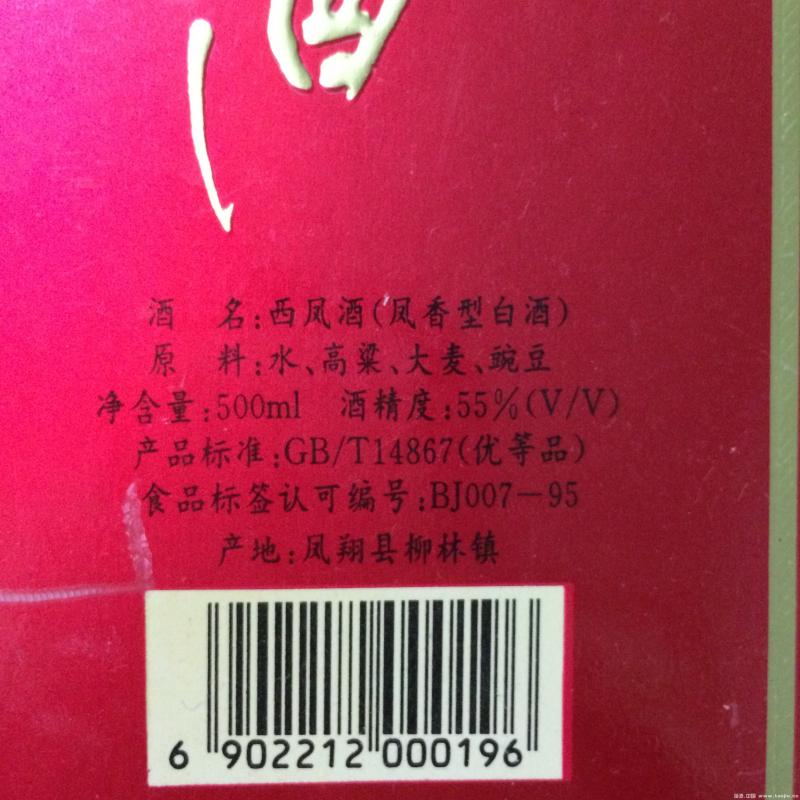 酒
酒　名:西凤酒(凤香型白酒)
原　料:水、高粱、大麦、豌豆
净含量:500ml　酒精度:55%(V/V)
产品标准:GB/T14867(优等品)
食品标签认可编号:BJ007-95
产地:凤翔县柳林镇
6 902212 000196